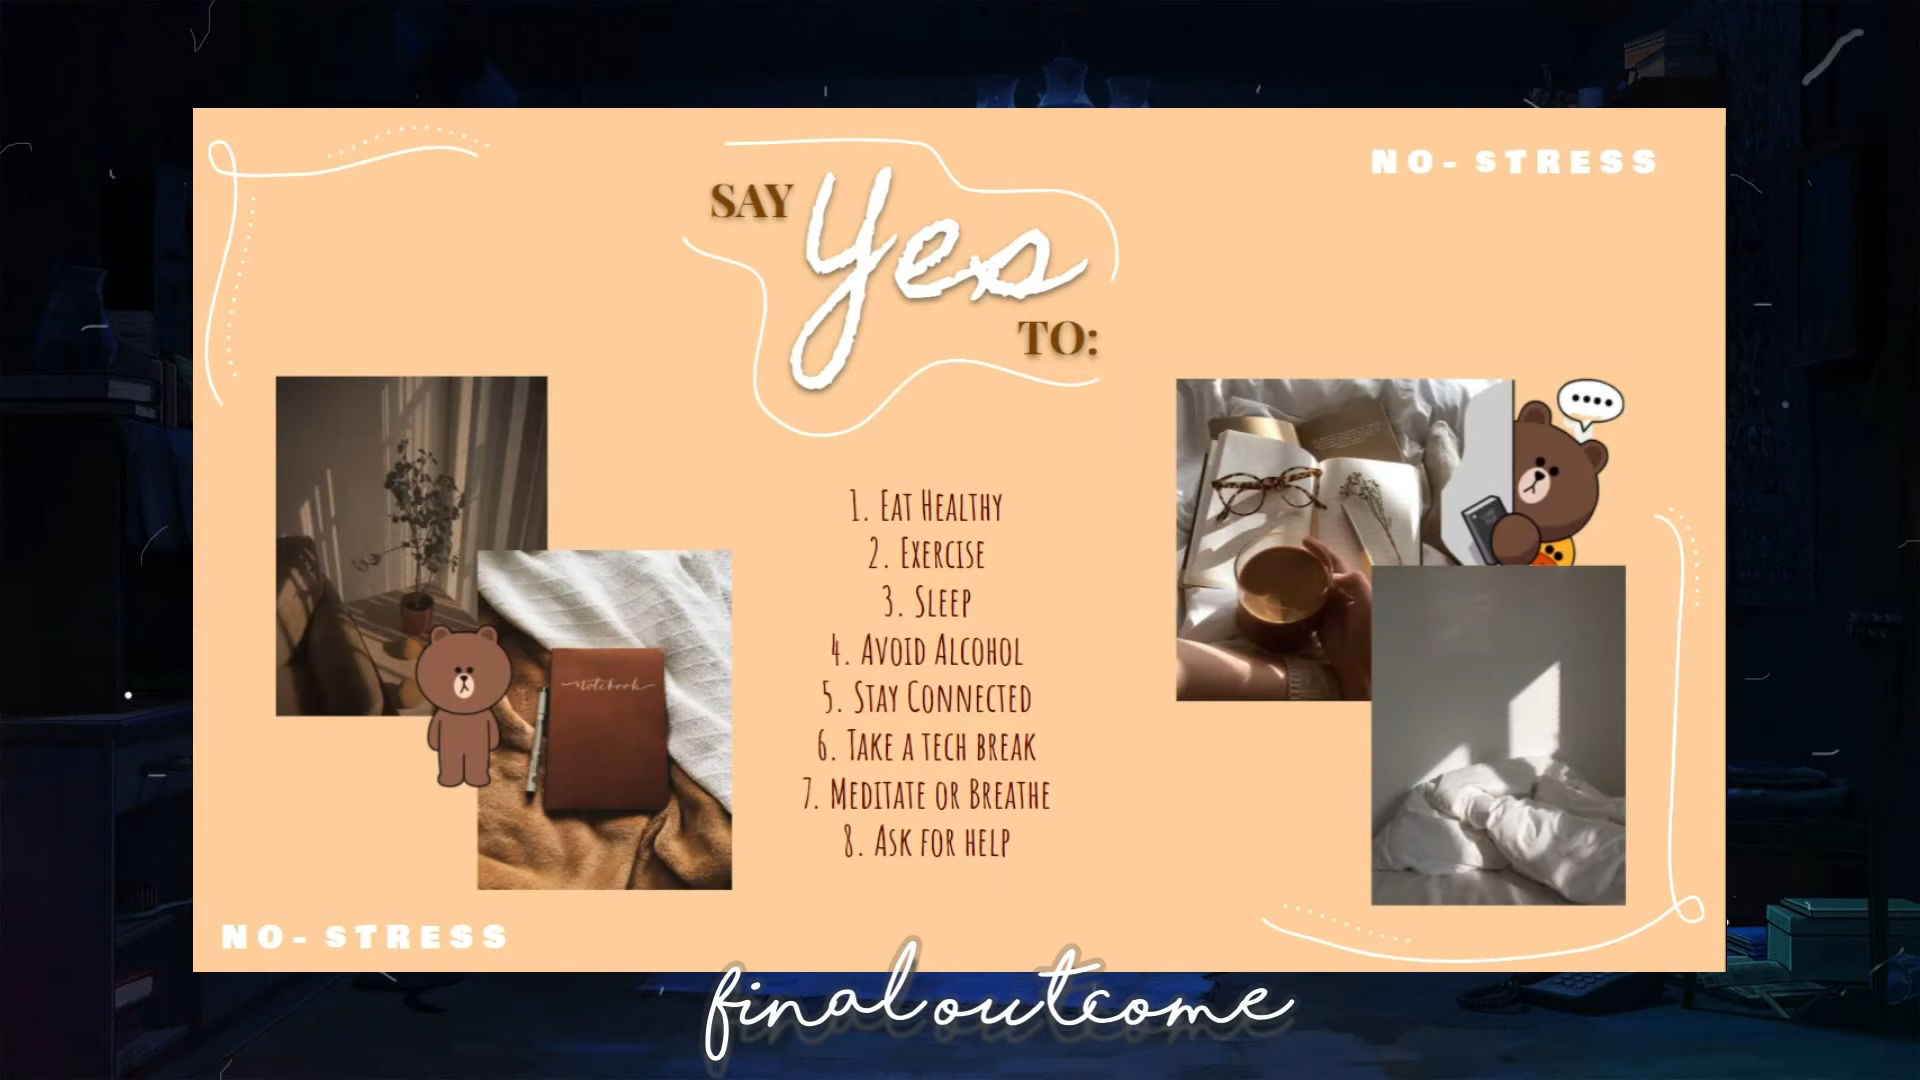 NO- STRESS
SAY
Yes
TO:
1. EAT HEALTHY
2. EXERCISE
3. SLEEP
4. AVOID ALCOHOL
5. STAY CONNECTED
6. TAKE A TECH BREAK
7. MEDITATE OR BREATHE
8. ASK FOR HELP
notebook
NO- STRESS
final outcome